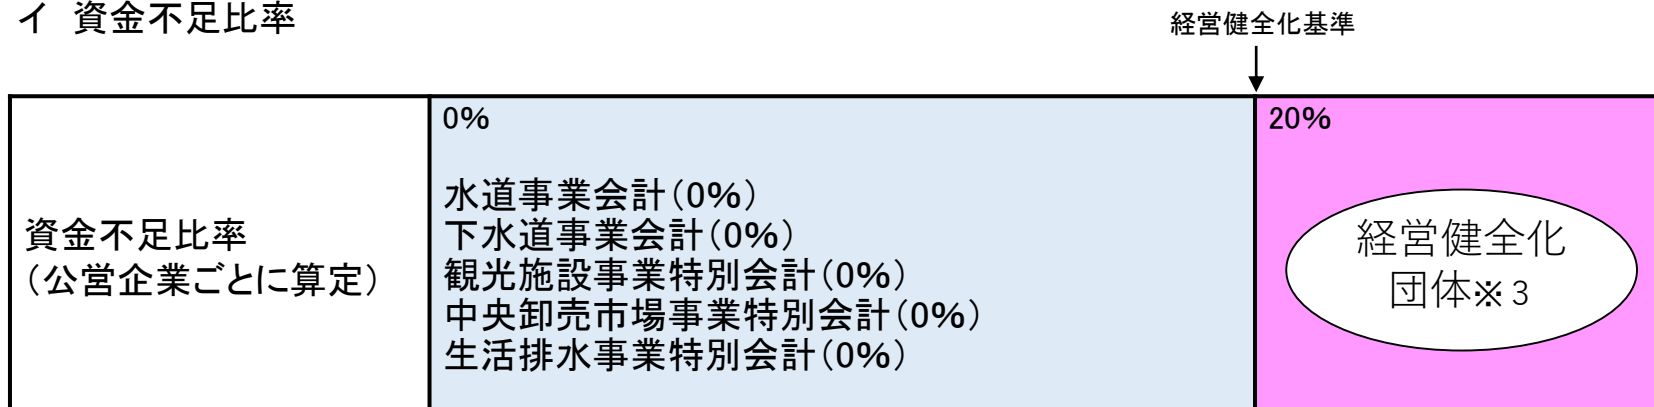 イ 資金不足比率
経営健全化基準
0%
20%
資金不足比率
（公営企業ごとに算定）
水道事業会計（0%）
下水道事業会計（0%）
観光施設事業特別会計（0%）
中央卸売市場事業特別会計（0%）
生活排水事業特別会計（0%）
経営健全化
団体※3